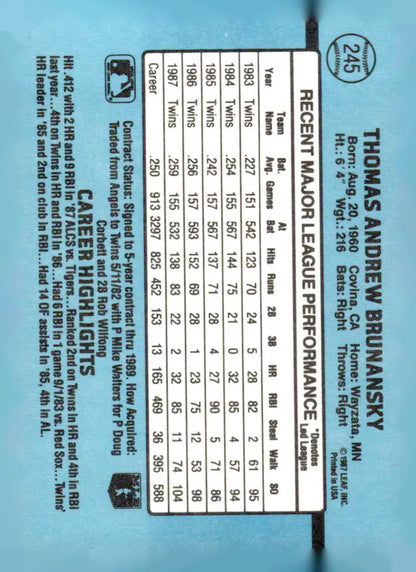 245
THOMAS ANDREW BRUNANSKY
Born: Aug. 20, 1960 Covina, CA Home: Wayzata, MN
Ht.: 6' 4" Wgt.: 216 Bats: Right Throws: Right
©1987 LEAF, INC.
Printed in USA
RECENT MAJOR LEAGUE PERFORMANCE
*Denotes
Led League
Team Bat. At
Year Name Avg. Games Bat Hits Runs 2B 3B HR RBI Steal Walk SO
1983 Twins .227 151 542 123 70 24 5 28 82 2 61 95
1984 Twins .254 155 567 144 75 21 0 32 85 4 57 94
1985 Twins .242 157 567 137 71 28 4 27 90 5 71 86
1986 Twins .256 157 593 152 69 28 1 23 75 12 53 98
1987 Twins .259 155 532 138 83 22 2 32 85 11 74 104
Career .250 913 3297 825 452 153 13 165 469 36 395 588
Contract Status: Signed to 5-year contract thru 1989. How Acquired:
Traded from Angels to Twins 5/11/82 with P Mike Walters for P Doug
Corbett and 2B Rob Wilfong
CAREER HIGHLIGHTS
Hit .412 with 2 HR and 9 RBI in '87 ALCS vs. Tigers... Ranked 2nd on Twins in HR and 4th in RBI
last year... 4th on Twins in HR and RBI in '86... Had 6 RBI in 1 game 9/1/83 vs. Red Sox... Twins'
HR leader in '85 and 2nd on club in RBI... Had 14 OF assists in '85, 4th in AL.